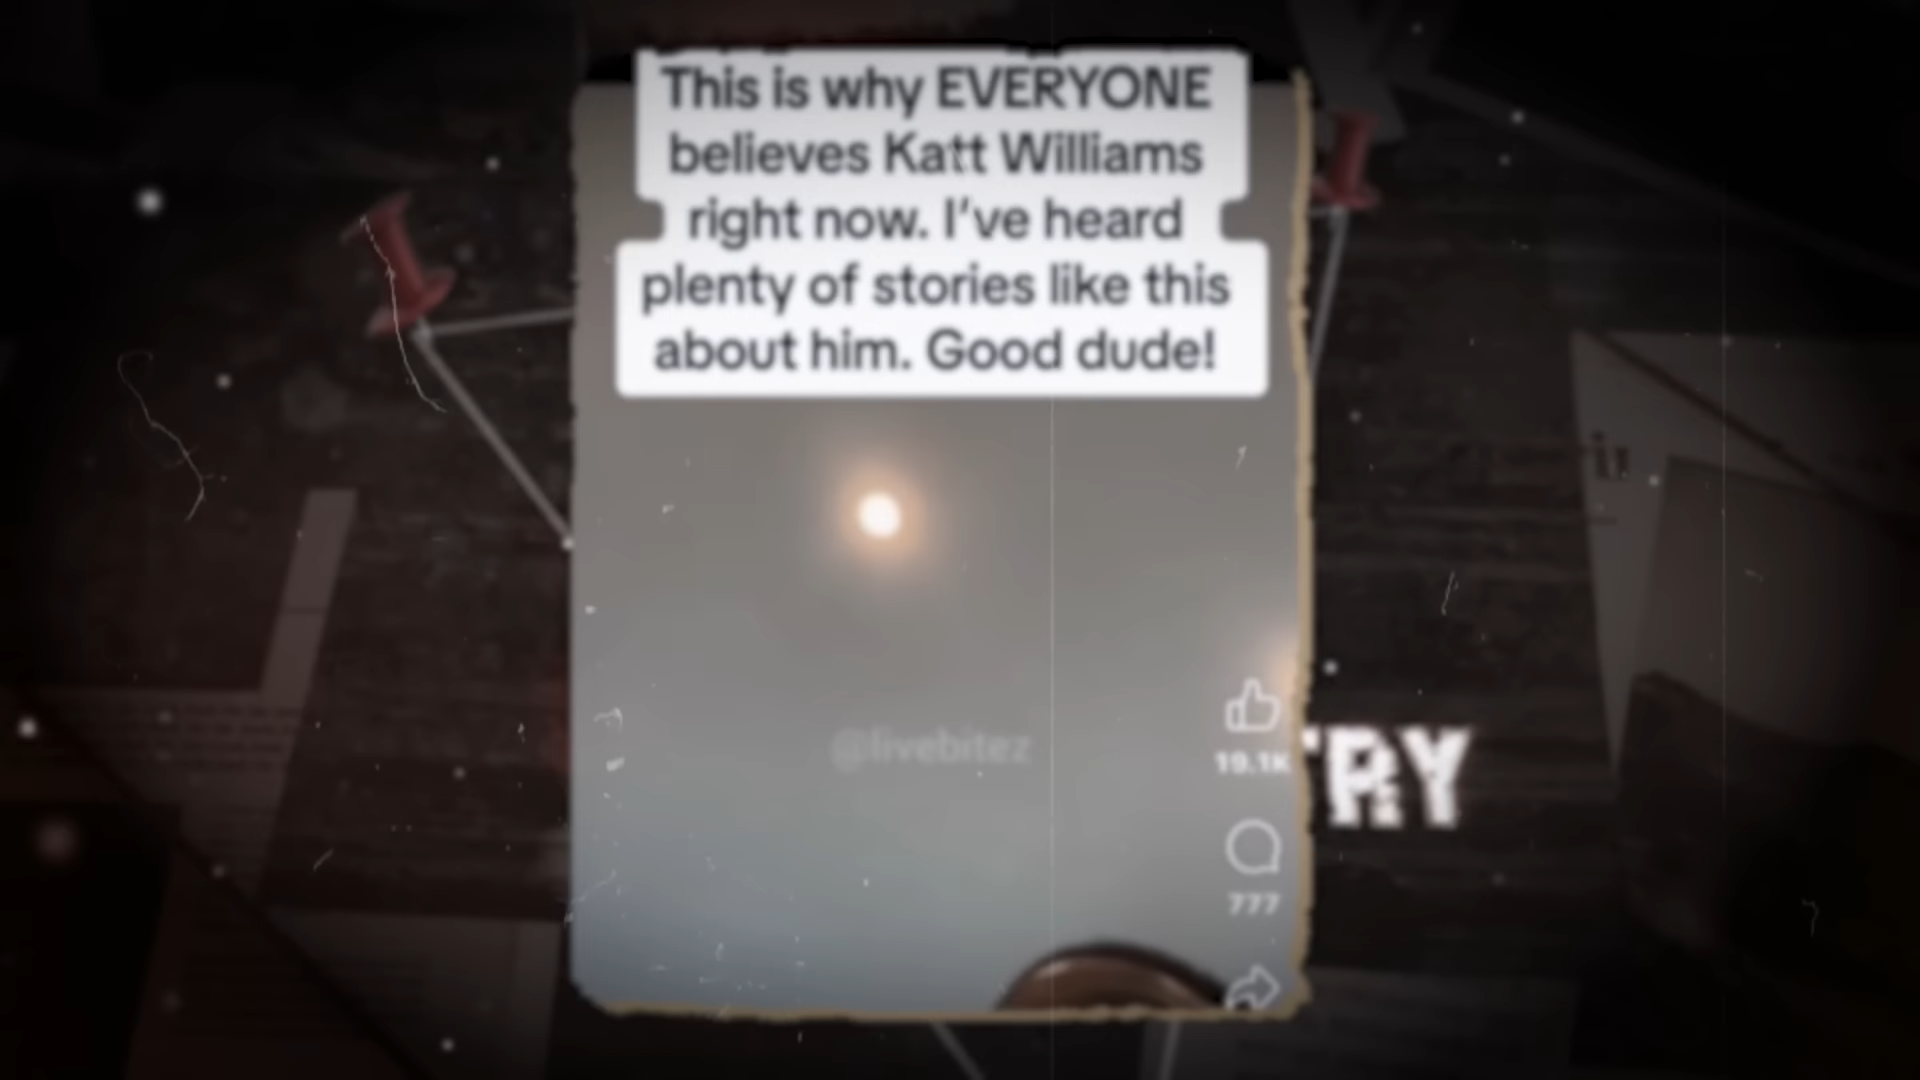 This is why EVERYONE
believes Katt Williams
right now. I’ve heard
plenty of stories like this
about him. Good dude!
@livebitez
19.1K
TRY
777